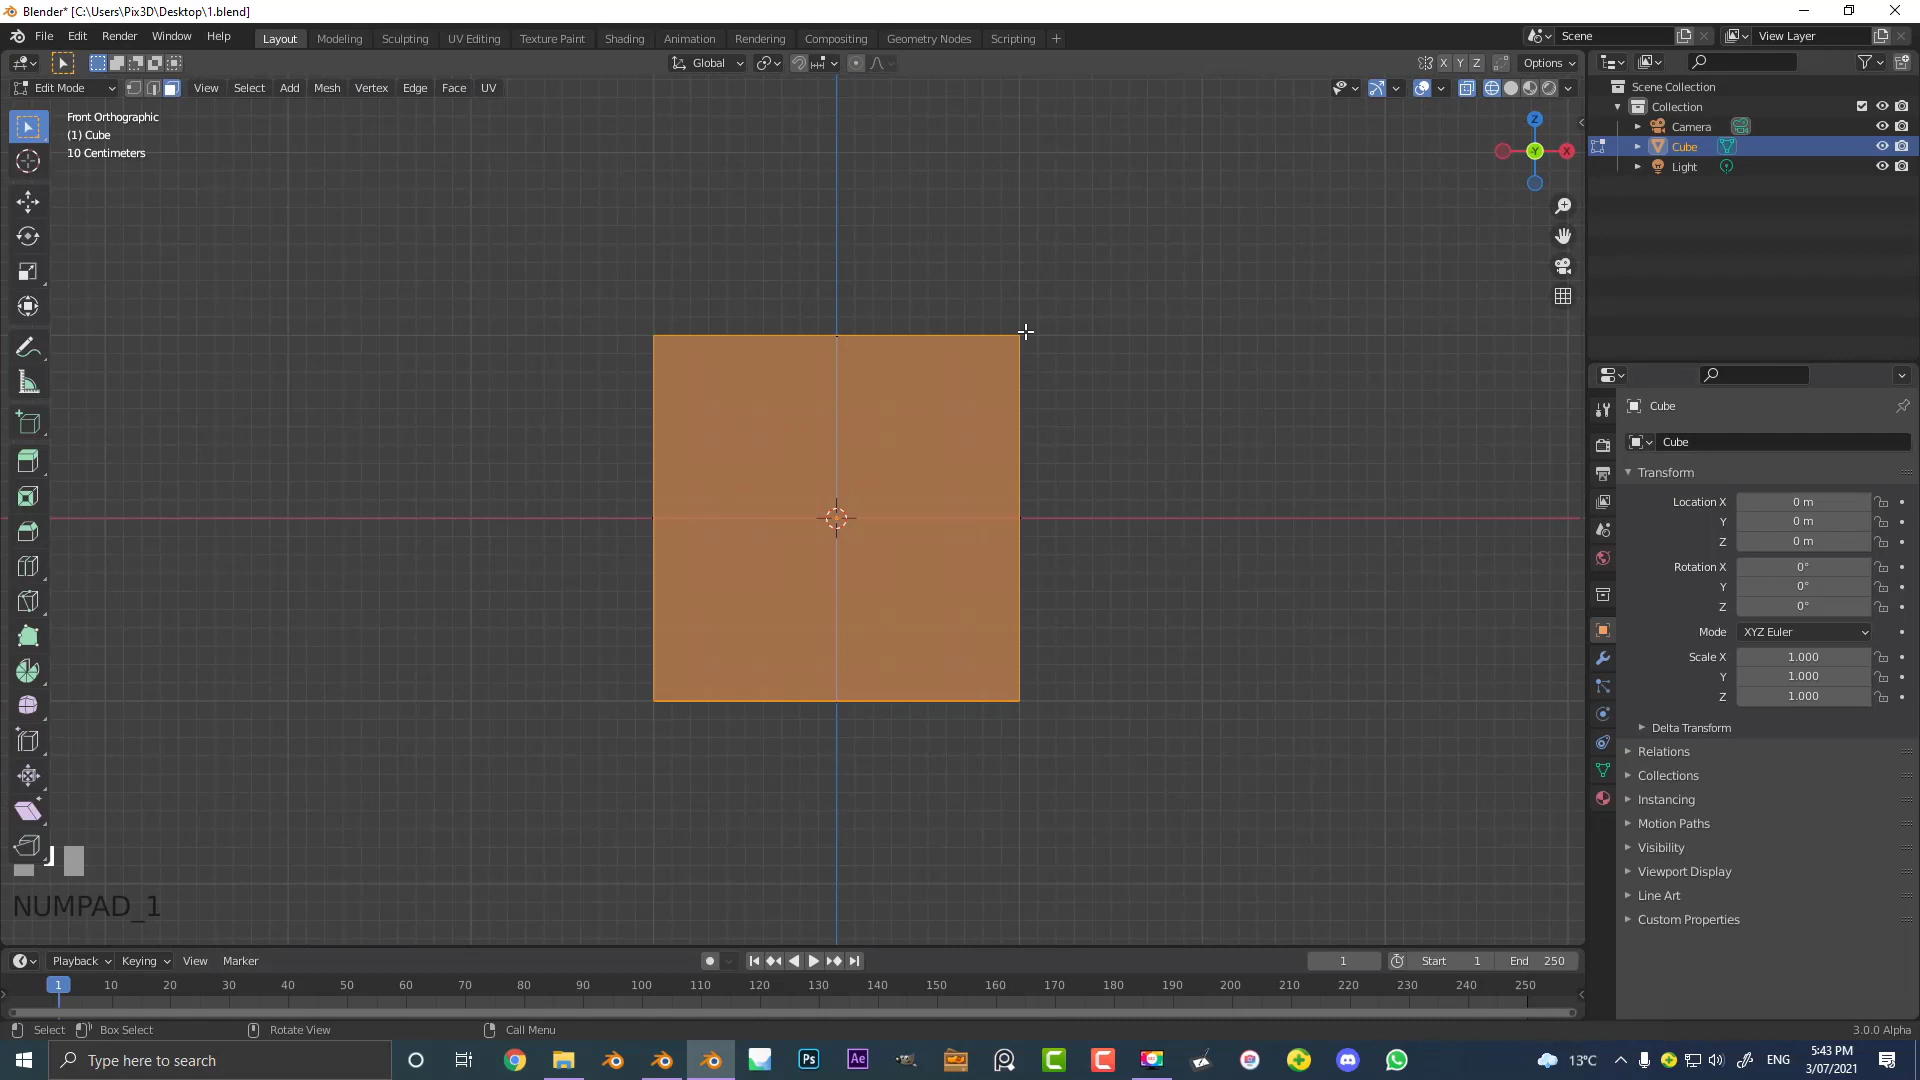 Blender* [C:\Users\Pix3D\Desktop\1.blend]
File Edit Render Window Help
Layout Modeling Sculpting UV Editing Texture Paint Shading Animation Rendering Compositing Geometry Nodes Scripting +
Scene
View Layer
Global
X Y Z
Options
Edit Mode View Select Add Mesh Vertex Edge Face UV
Front Orthographic
(1) Cube
10 Centimeters
Z
Y
X
Scene Collection
Collection
Camera
Cube
Light
Cube
Cube
Transform
Location X 0 m
Y 0 m
Z 0 m
Rotation X 0°
Y 0°
Z 0°
Mode XYZ Euler
Scale X 1.000
Y 1.000
Z 1.000
Delta Transform
Relations
Collections
Instancing
Motion Paths
Visibility
Viewport Display
Line Art
Custom Properties
NUMPAD_1
Playback Keying View Marker
1
Start 1
End 250
1 10 20 30 40 50 60 70 80 90 100 110 120 130 140 150 160 170 180 190 200 210 220 230 240 250
Select Box Select Rotate View Call Menu
3.0.0 Alpha
Type here to search
Ps
Ae
13°C
ENG
5:43 PM
3/07/2021